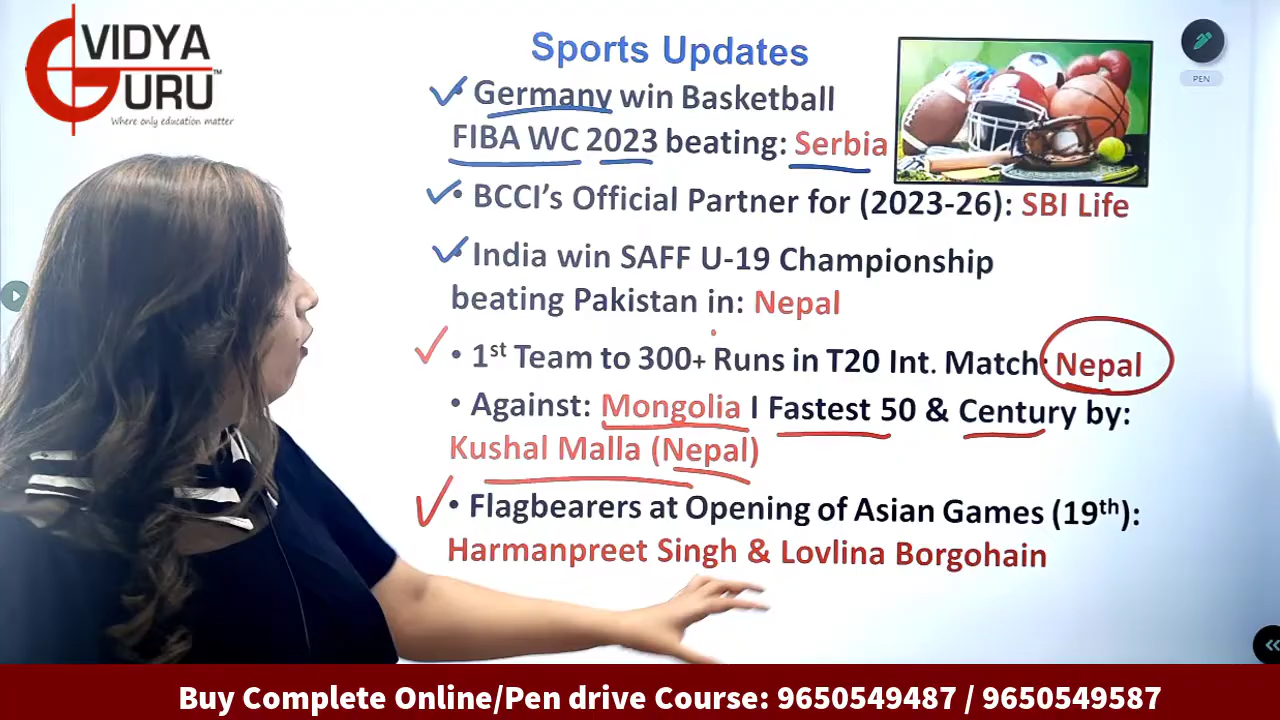 VIDYA
GURU™
Where only education matter
Sports Updates
PEN
• Germany win Basketball
FIBA WC 2023 beating: Serbia
• BCCI’s Official Partner for (2023-26): SBI Life
• India win SAFF U-19 Championship
beating Pakistan in: Nepal
• 1st Team to 300+ Runs in T20 Int. Match: Nepal
• Against: Mongolia I Fastest 50 & Century by:
Kushal Malla (Nepal)
• Flagbearers at Opening of Asian Games (19th):
Harmanpreet Singh & Lovlina Borgohain
Buy Complete Online/Pen drive Course: 9650549487 / 9650549587